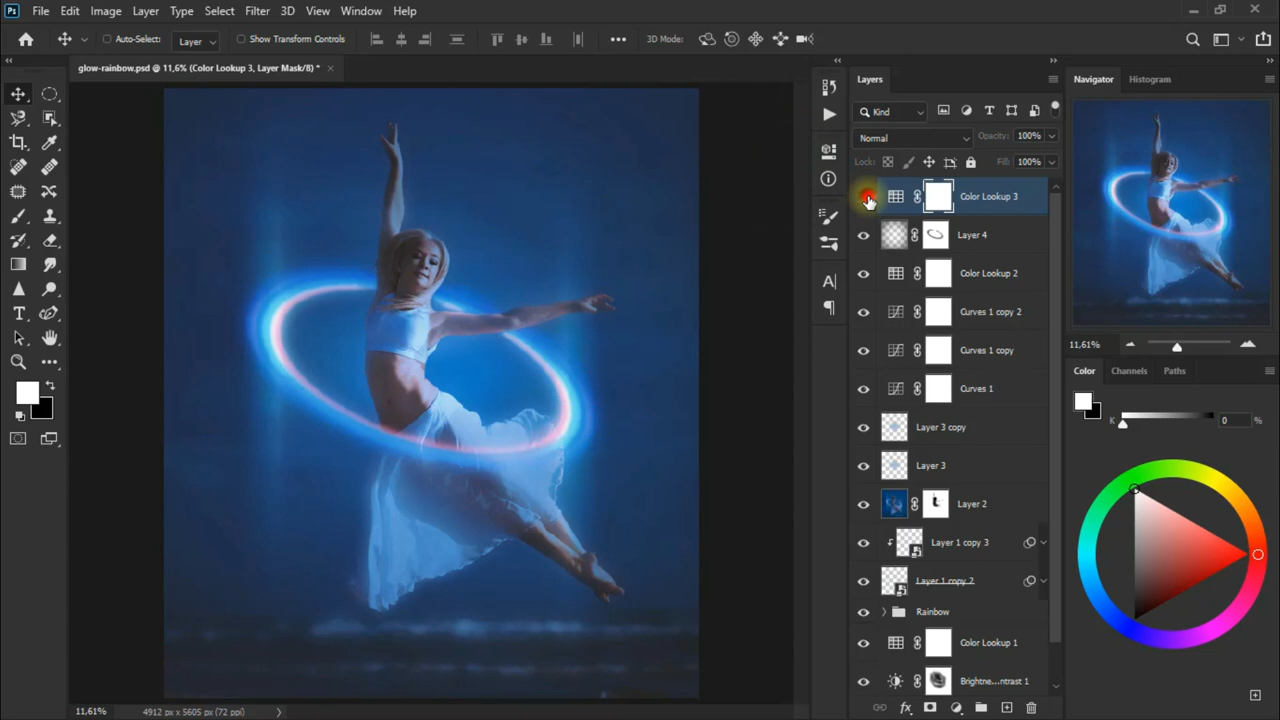 Ps File Edit Image Layer Type Select Filter 3D View Window Help
Auto-Select: Layer Show Transform Controls 3D Mode:
glow-rainbow.psd @ 11,6% (Color Lookup 3, Layer Mask/8) *
Layers
Kind
Normal Opacity: 100%
Lock: Fill: 100%
Color Lookup 3
Layer 4
Color Lookup 2
Curves 1 copy 2
Curves 1 copy
Curves 1
Layer 3 copy
Layer 3
Layer 2
Layer 1 copy 3
Layer 1 copy 2
Rainbow
Color Lookup 1
Brightne...ntrast 1
Navigator Histogram
11,61%
Color Channels Paths
K 0 %
11,61% 4912 px x 5605 px (72 ppi)